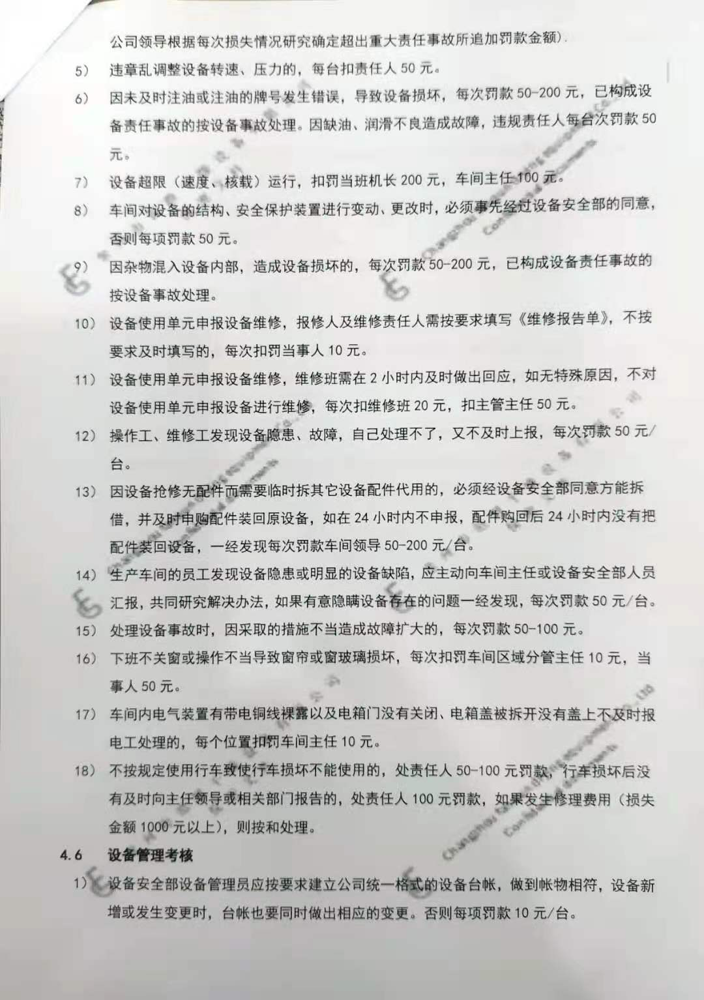 公司领导根据每次损失情况研究确定超出重大责任事故所追加罚款金额).
5） 违章乱调整设备转速、压力的，每台扣责任人 50 元。
6） 因未及时注油或注油的牌号发生错误，导致设备损坏，每次罚款 50-200 元，已构成设
备责任事故的按设备事故处理。因缺油、润滑不良造成故障，违规责任人每台次罚款 50
元。
7） 设备超限（速度、核载）运行，扣罚当班机长 200 元，车间主任 100 元。
8） 车间对设备的结构、安全保护装置进行变动、更改时，必须事先经过设备安全部的同意，
否则每项罚款 50 元。
9） 因杂物混入设备内部，造成设备损坏的，每次罚款 50-200 元，已构成设备责任事故的
按设备事故处理。
10） 设备使用单元申报设备维修，报修人及维修责任人需按要求填写《维修报告单》，不按
要求及时填写的，每次扣罚当事人 10 元。
11） 设备使用单元申报设备维修，维修班需在 2 小时内及时做出回应，如无特殊原因，不对
设备使用单元申报设备进行维修，每次扣维修班 20 元，扣主管主任 50 元。
12） 操作工、维修工发现设备隐患、故障，自己处理不了，又不及时上报，每次罚款 50 元/
台。
13） 因设备抢修无配件而需要临时拆其它设备配件代用的，必须经设备安全部同意方能拆
借，并及时申购配件装回原设备，如在 24 小时内不申报，配件购回后 24 小时内没有把
配件装回设备，一经发现每次罚款车间领导 50-200 元/台。
14） 生产车间的员工发现设备隐患或明显的设备缺陷，应主动向车间主任或设备安全部人员
汇报，共同研究解决办法，如果有意隐瞒设备存在的问题一经发现，每次罚款 50 元/台。
15） 处理设备事故时，因采取的措施不当造成故障扩大的，每次罚款 50-100 元。
16） 下班不关窗或操作不当导致窗帘或窗玻璃损坏，每次扣罚车间区域分管主任 10 元，当
事人 50 元。
17） 车间内电气装置有带电铜线裸露以及电箱门没有关闭、电箱盖被拆开没有盖上不及时报
电工处理的，每个位置扣罚车间主任 10 元。
18） 不按规定使用行车致使行车损坏不能使用的，处责任人 50-100 元罚款，行车损坏后没
有及时向主任领导或相关部门报告的，处责任人 100 元罚款，如果发生修理费用（损失
金额 1000 元以上），则按和处理。
4.6 设备管理考核
1） 设备安全部设备管理员应按要求建立公司统一格式的设备台帐，做到帐物相符，设备新
增或发生变更时，台帐也要同时做出相应的变更。否则每项罚款 10 元/台。